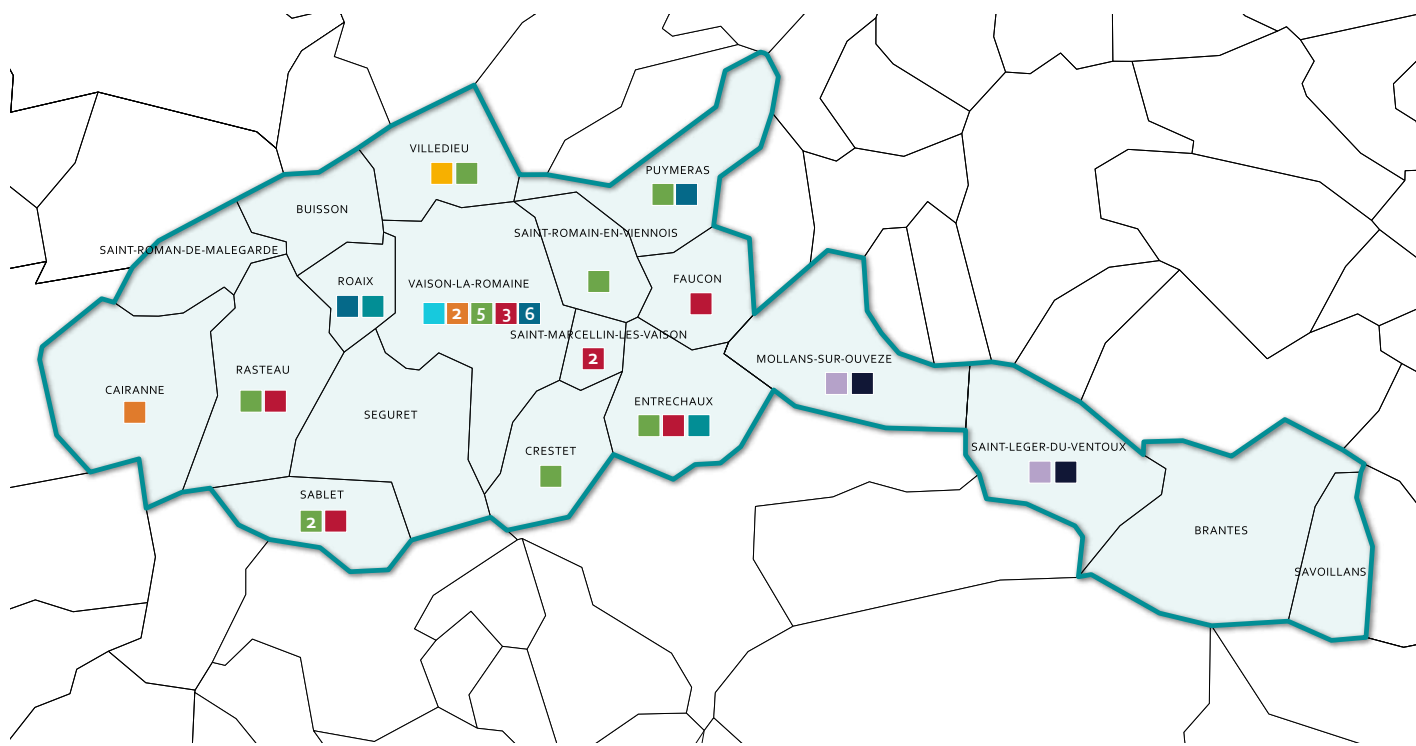 VILLEDIEU
PUYMERAS
BUISSON
SAINT-ROMAIN-EN-VIENNOIS
SAINT-ROMAN-DE-MALEGARDE
ROAIX
VAISON-LA-ROMAINE
FAUCON
2 5 3 6
SAINT-MARCELLIN-LES-VAISON
2
MOLLANS-SUR-OUVEZE
RASTEAU
CAIRANNE
ENTRECHAUX
SEGURET
SAINT-LEGER-DU-VENTOUX
CRESTET
SABLET
2
BRANTES
SAVOILLANS